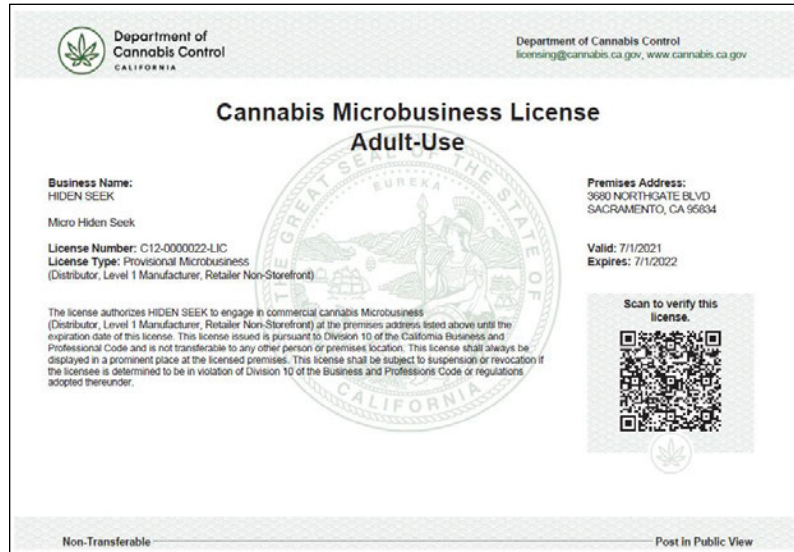 Department of
Cannabis Control
CALIFORNIA
Department of Cannabis Control
licensing@cannabis.ca.gov, www.cannabis.ca.gov
Cannabis Microbusiness License
Adult-Use
Business Name:
HIDEN SEEK
Micro Hiden Seek
License Number: C12-0000022-LIC
License Type: Provisional Microbusiness
(Distributor, Level 1 Manufacturer, Retailer Non-Storefront)
Premises Address:
3680 NORTHGATE BLVD
SACRAMENTO, CA 95834
Valid: 7/1/2021
Expires: 7/1/2022
The license authorizes HIDEN SEEK to engage in commercial cannabis Microbusiness
(Distributor, Level 1 Manufacturer, Retailer Non-Storefront) at the premises address listed above until the
expiration date of this license. This license issued is pursuant to Division 10 of the California Business and
Professional Code and is not transferable to any other person or premises location. This license shall always be
displayed in a prominent place at the licensed premises. This license shall be subject to suspension or revocation if
the licensee is determined to be in violation of Division 10 of the Business and Professions Code or regulations
adopted thereunder.
Scan to verify this
license.
THE GREAT SEAL OF THE STATE OF CALIFORNIA
EUREKA
Non-Transferable
Post in Public View